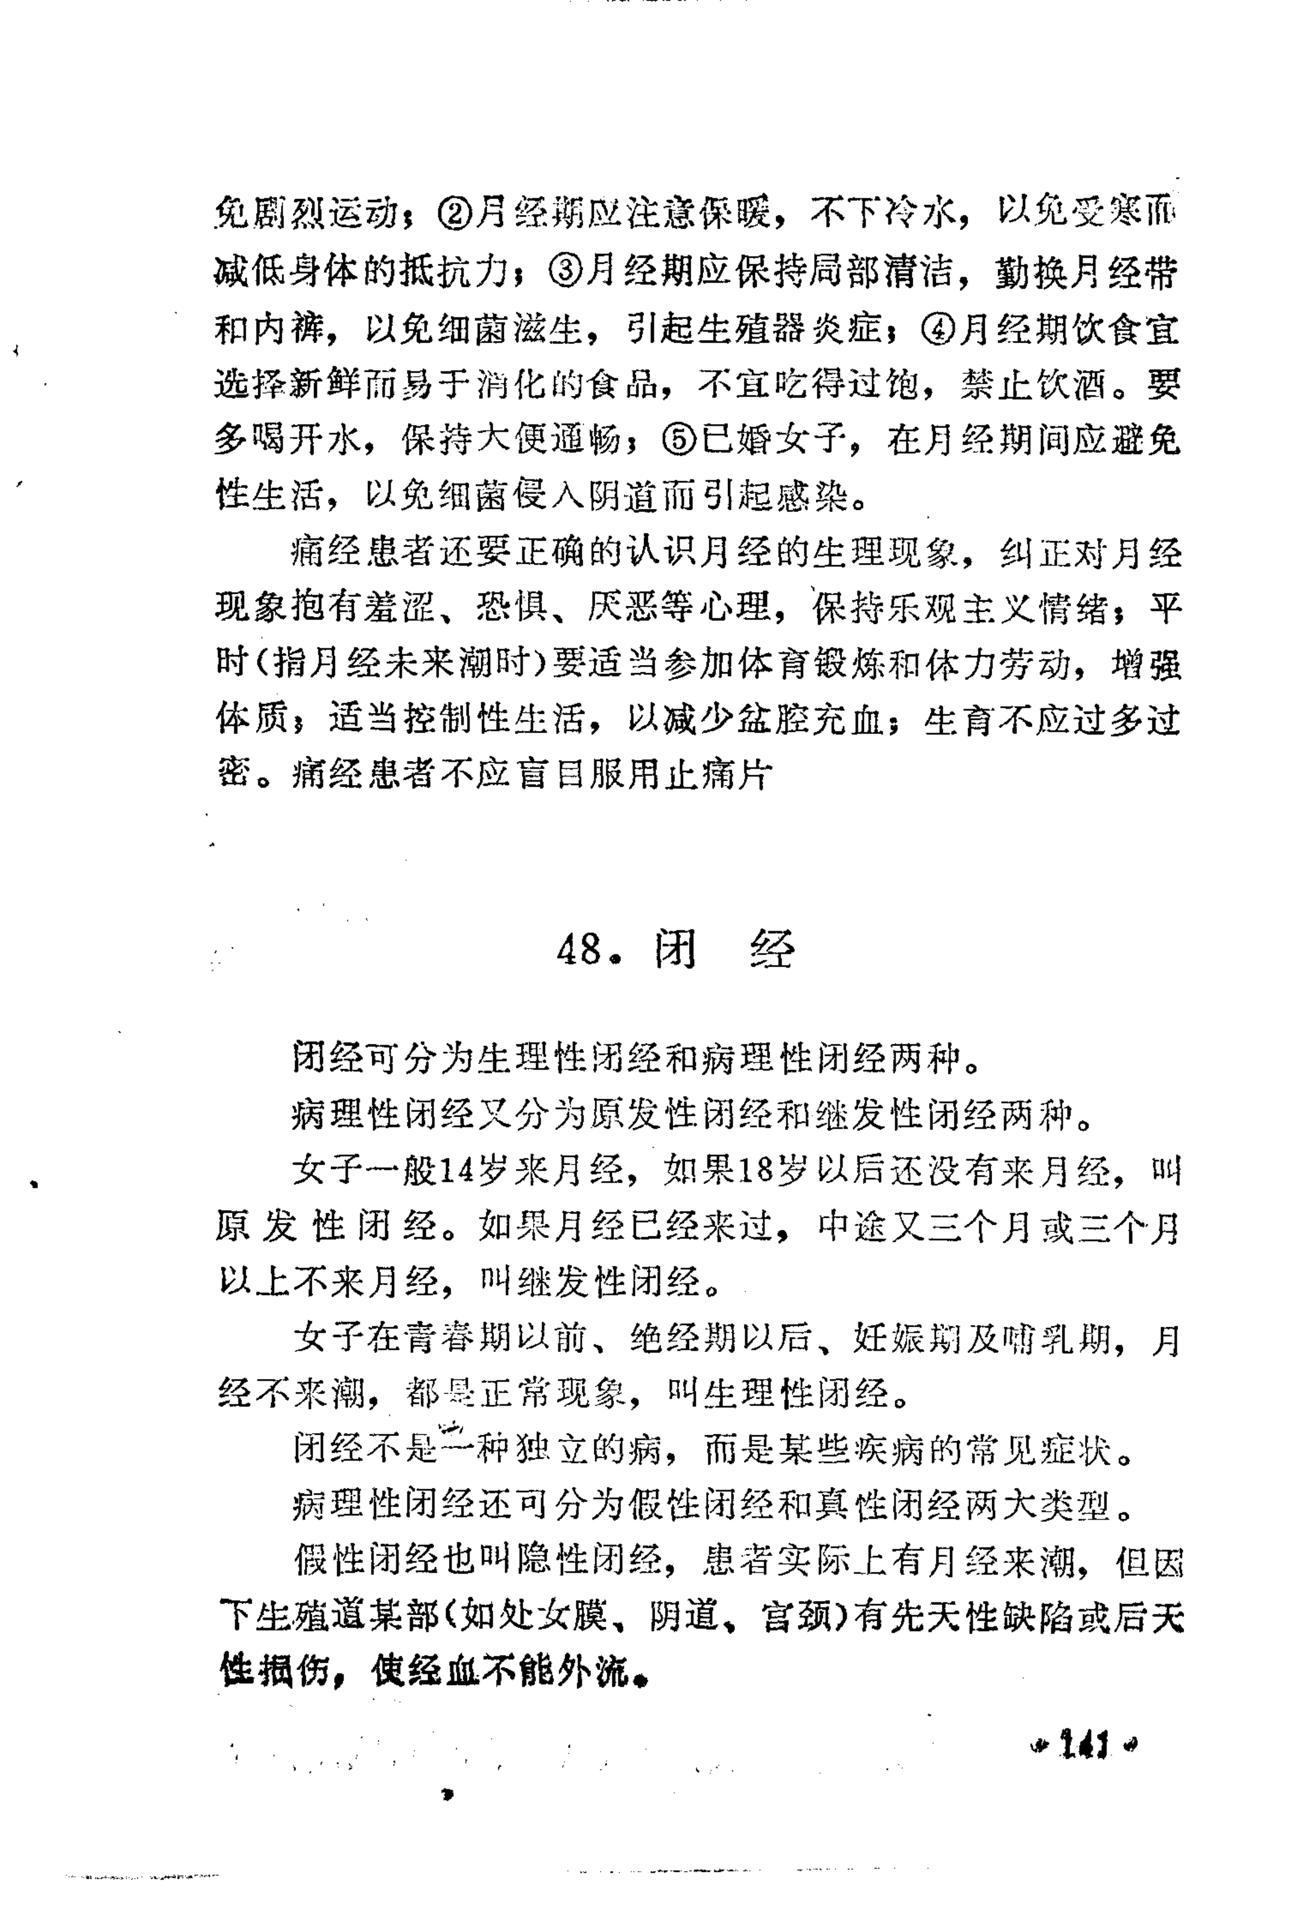 免剧烈运动；②月经期应注意保暖，不下冷水，以免受寒而
减低身体的抵抗力；③月经期应保持局部清洁，勤换月经带
和内裤，以免细菌滋生，引起生殖器炎症；④月经期饮食宜
选择新鲜而易于消化的食品，不宜吃得过饱，禁止饮酒。要
多喝开水，保持大便通畅；⑤已婚女子，在月经期间应避免
性生活，以免细菌侵入阴道而引起感染。
痛经患者还要正确的认识月经的生理现象，纠正对月经
现象抱有羞涩、恐惧、厌恶等心理，保持乐观主义情绪；平
时(指月经未来潮时)要适当参加体育锻炼和体力劳动，增强
体质；适当控制性生活，以减少盆腔充血；生育不应过多过
密。痛经患者不应盲目服用止痛片
48．闭 经
闭经可分为生理性闭经和病理性闭经两种。
病理性闭经又分为原发性闭经和继发性闭经两种。
女子一般14岁来月经，如果18岁以后还没有来月经，叫
原发性闭经。如果月经已经来过，中途又三个月或三个月
以上不来月经，叫继发性闭经。
女子在青春期以前、绝经期以后、妊娠期及哺乳期，月
经不来潮，都是正常现象，叫生理性闭经。
闭经不是一种独立的病，而是某些疾病的常见症状。
病理性闭经还可分为假性闭经和真性闭经两大类型。
假性闭经也叫隐性闭经，患者实际上有月经来潮，但因
下生殖道某部(如处女膜、阴道、宫颈)有先天性缺陷或后天
性损伤，使经血不能外流。
•141•